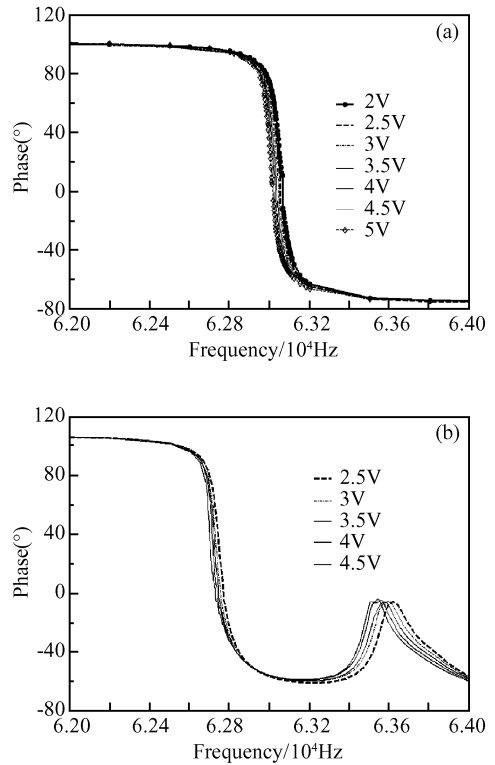 120
(a)
80
2V
2.5V
3V
3.5V
4V
4.5V
5V
40
0
-40
-80
Phase(°)
6.20 6.24 6.28 6.32 6.36 6.40
Frequency/10⁴Hz
120
(b)
80
2.5V
3V
3.5V
4V
4.5V
40
0
-40
-80
Phase(°)
6.20 6.24 6.28 6.32 6.36 6.40
Frequency/10⁴Hz